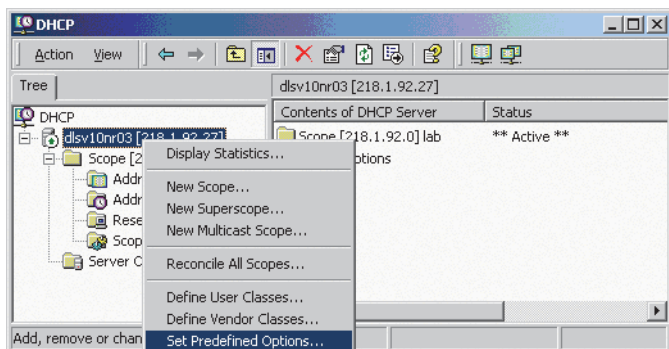 DHCP
Action View
Tree
dlsv10nr03 [218.1.92.27]
DHCP
Contents of DHCP Server Status
dlsv10nr03 [218.1.92.27]
Scope [218.1.92.0] lab ** Active **
Scope [2
Display Statistics...
Addr
New Scope...
Addr
New Superscope...
Rese
New Multicast Scope...
Scop
Server O
Reconcile All Scopes...
Define User Classes...
Define Vendor Classes...
Add, remove or chan
Set Predefined Options...